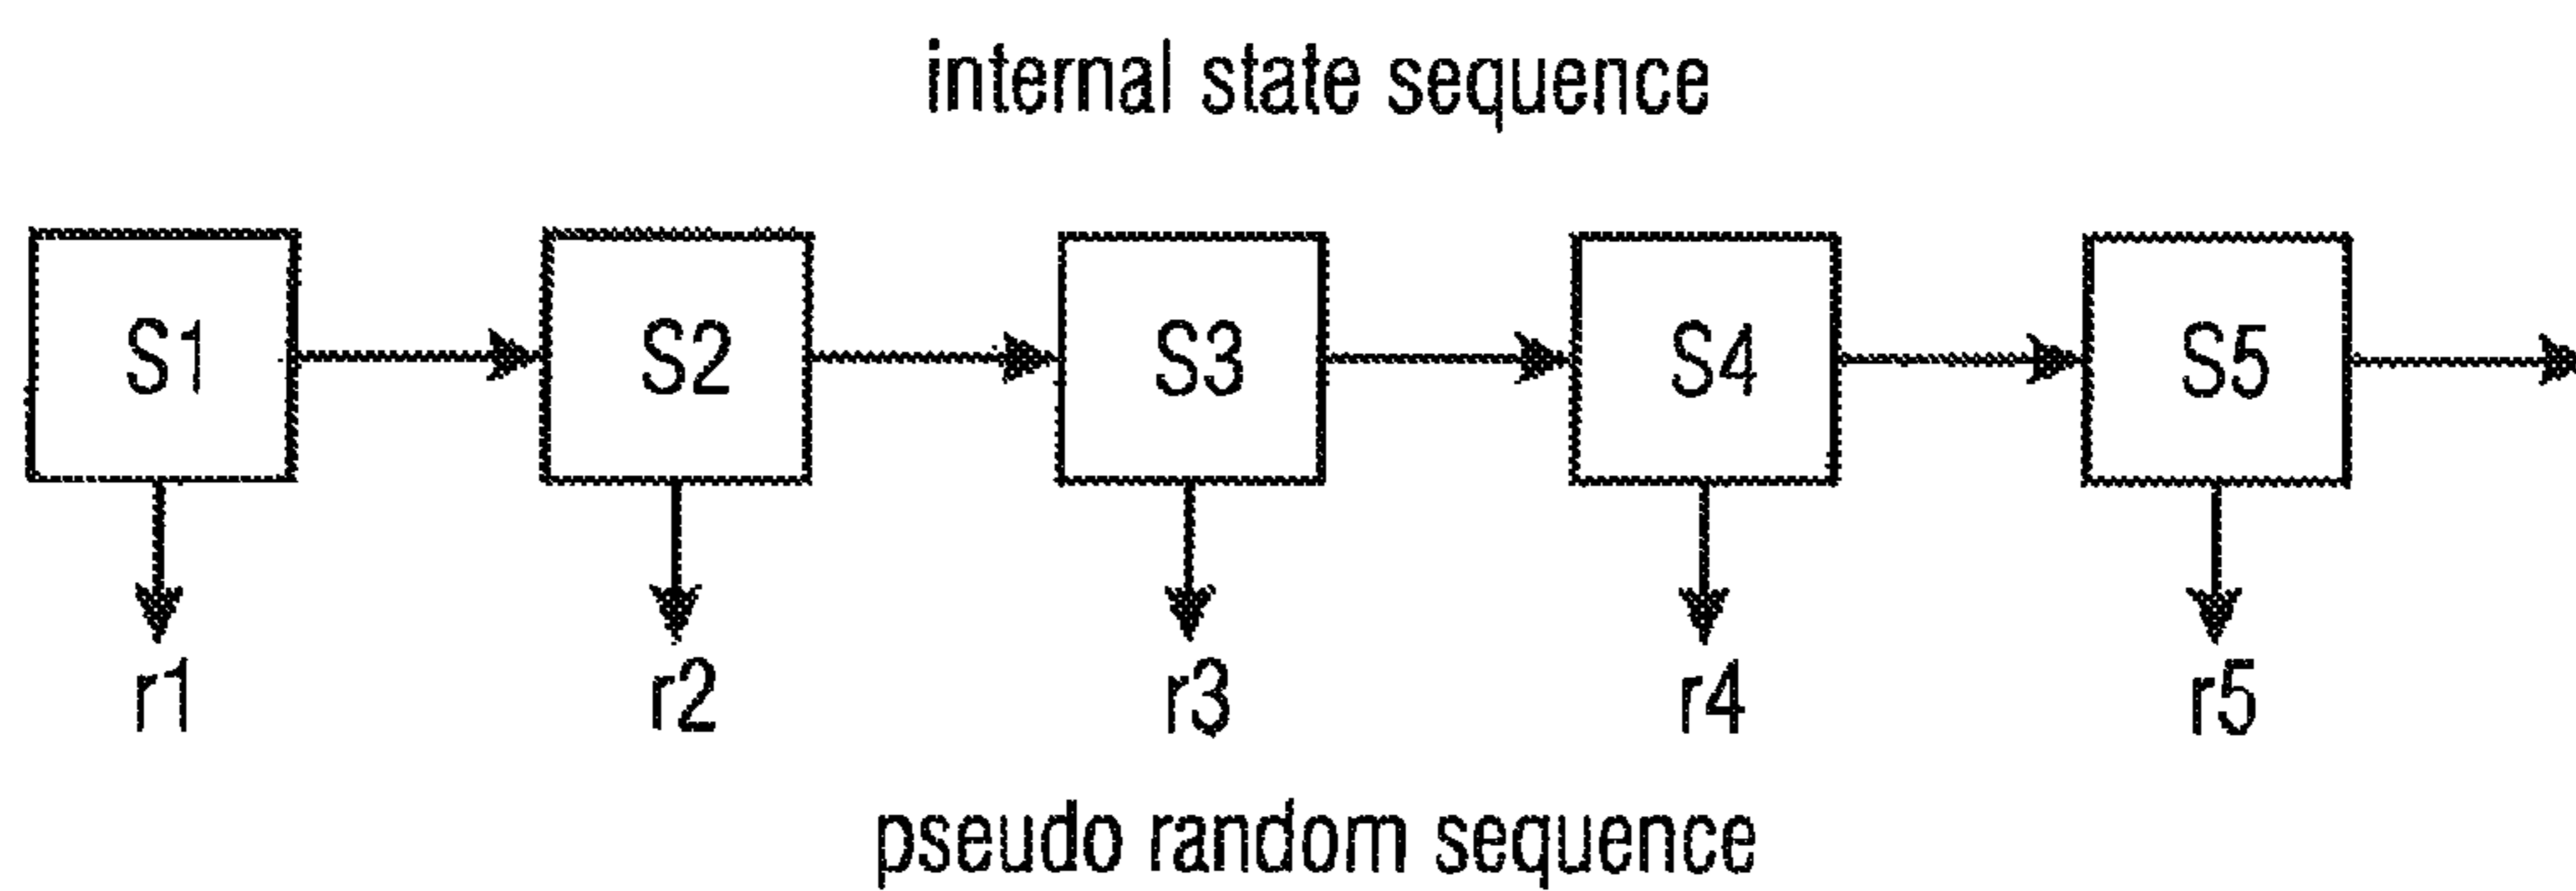 internal state sequence
S1 S2 S3 S4 S5
r1 r2 r3 r4 r5
pseudo random sequence